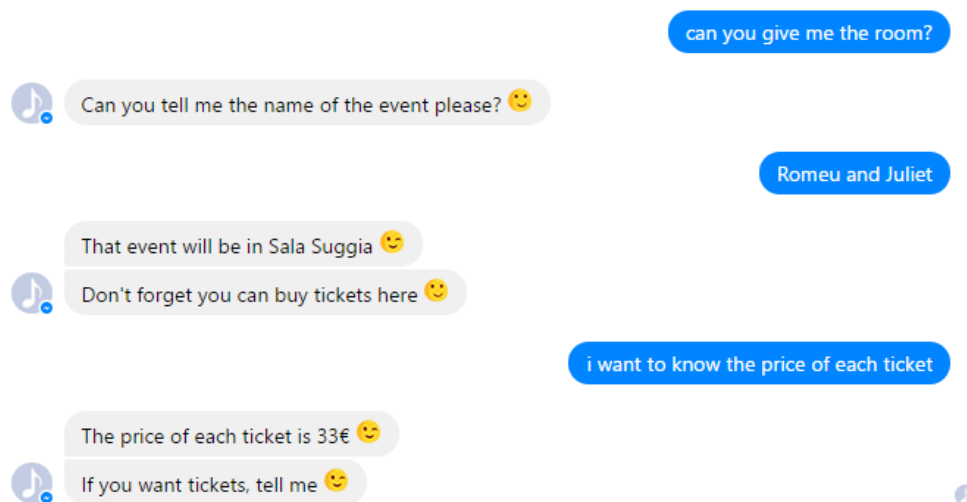 can you give me the room?
Can you tell me the name of the event please? 🙂
Romeu and Juliet
That event will be in Sala Suggia 😉
Don't forget you can buy tickets here 🙂
i want to know the price of each ticket
The price of each ticket is 33€ 😉
If you want tickets, tell me 😉